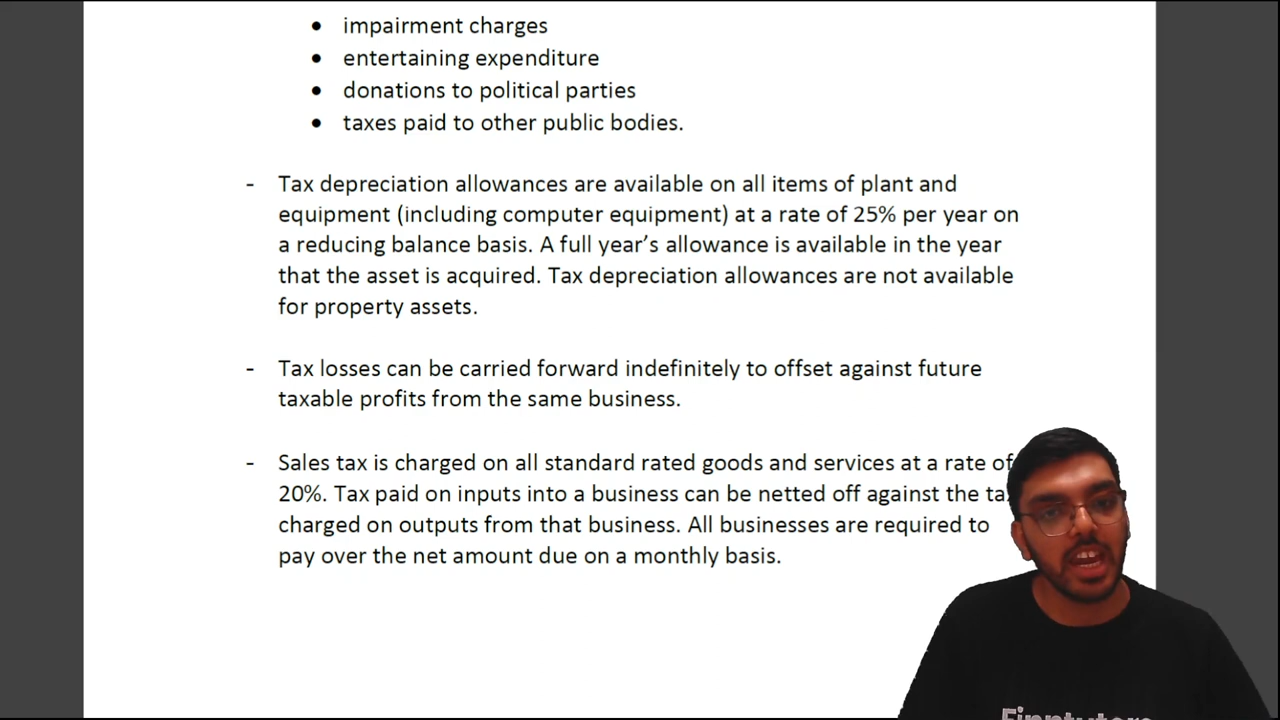 • impairment charges
• entertaining expenditure
• donations to political parties
• taxes paid to other public bodies.
- Tax depreciation allowances are available on all items of plant and
equipment (including computer equipment) at a rate of 25% per year on
a reducing balance basis. A full year’s allowance is available in the year
that the asset is acquired. Tax depreciation allowances are not available
for property assets.
- Tax losses can be carried forward indefinitely to offset against future
taxable profits from the same business.
- Sales tax is charged on all standard rated goods and services at a rate of
20%. Tax paid on inputs into a business can be netted off against the
charged on outputs from that business. All businesses are required to
pay over the net amount due on a monthly basis.